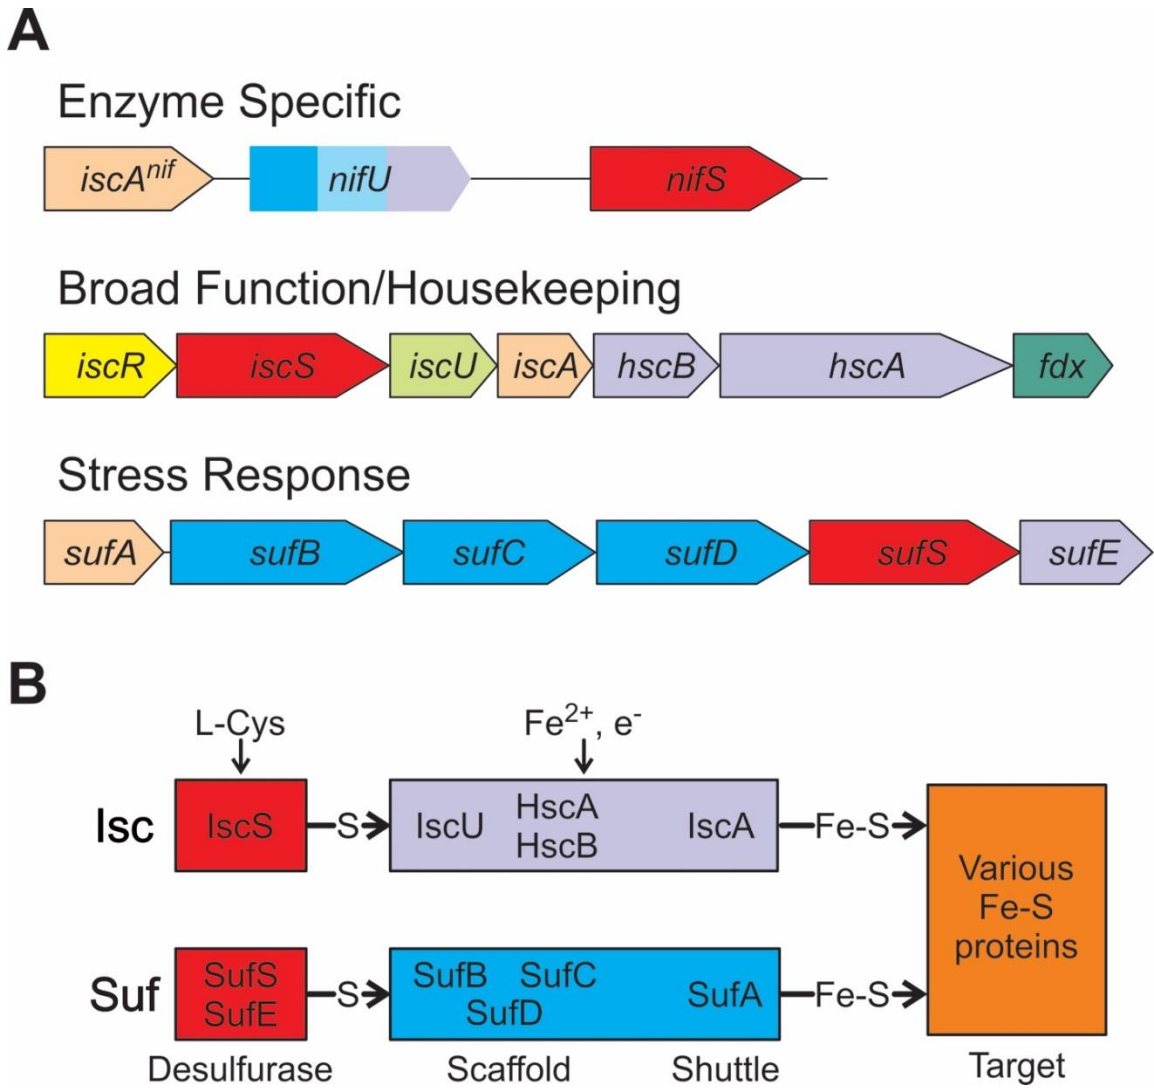 A
Enzyme Specific
iscAnif nifU nifS
Broad Function/Housekeeping
iscR iscS iscU iscA hscB hscA fdx
Stress Response
sufA sufB sufC sufD sufS sufE
B
L-Cys Fe2+, e-
Isc IscS S IscU HscA HscB IscA Fe-S
Various
Fe-S
proteins
Suf SufS SufE S SufB SufC SufD SufA Fe-S
Desulfurase Scaffold Shuttle Target